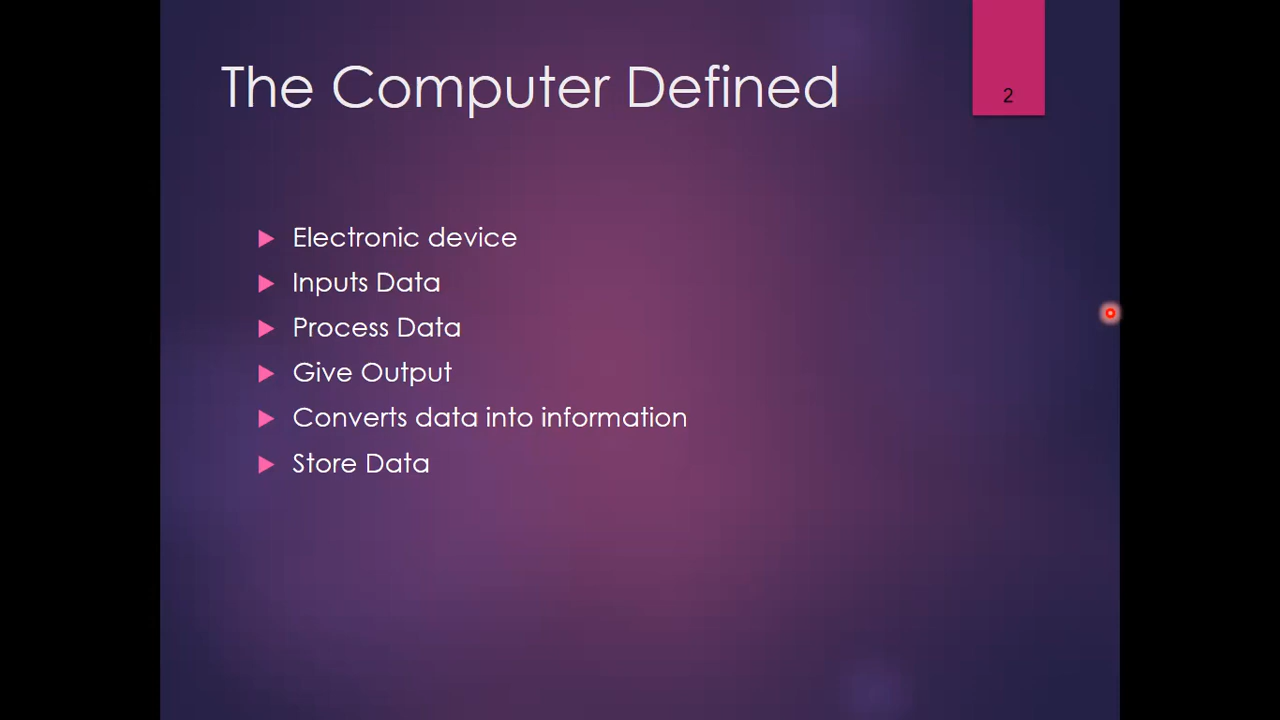 The Computer Defined
2
Electronic device
Inputs Data
Process Data
Give Output
Converts data into information
Store Data